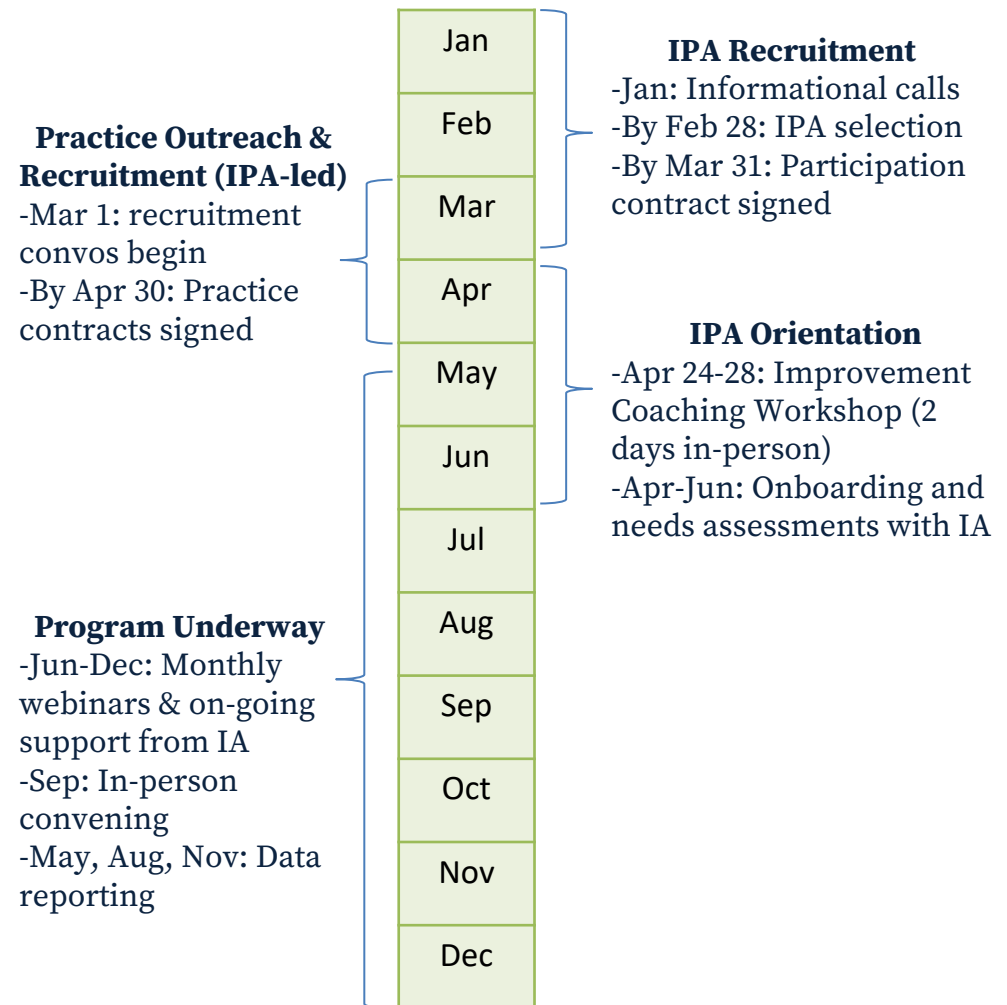 Jan
Feb
Mar
Apr
May
Jun
Jul
Aug
Sep
Oct
Nov
Dec
IPA Recruitment
-Jan: Informational calls
-By Feb 28: IPA selection
-By Mar 31: Participation
contract signed
Practice Outreach &
Recruitment (IPA-led)
-Mar 1: recruitment
convos begin
-By Apr 30: Practice
contracts signed
IPA Orientation
-Apr 24-28: Improvement
Coaching Workshop (2
days in-person)
-Apr-Jun: Onboarding and
needs assessments with IA
Program Underway
-Jun-Dec: Monthly
webinars & on-going
support from IA
-Sep: In-person
convening
-May, Aug, Nov: Data
reporting